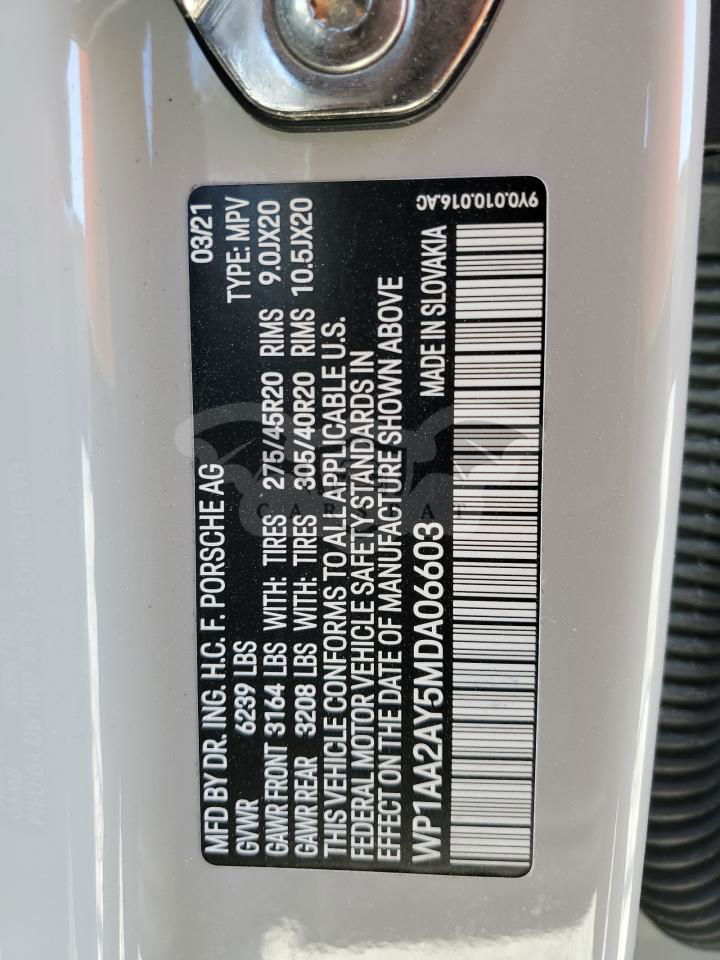 MFD BY DR. ING. H.C. F. PORSCHE AG 03/21
GVWR 6239 LBS TYPE: MPV
GAWR FRONT 3164 LBS WITH: TIRES 275/45R20 RIMS 9.0JX20
GAWR REAR 3208 LBS WITH: TIRES 305/40R20 RIMS 10.5JX20
THIS VEHICLE CONFORMS TO ALL APPLICABLE U.S.
FEDERAL MOTOR VEHICLE SAFETY STANDARDS IN
EFFECT ON THE DATE OF MANUFACTURE SHOWN ABOVE
WP1AA2AY5MDA06603 MADE IN SLOVAKIA
9Y0.010.016.AC